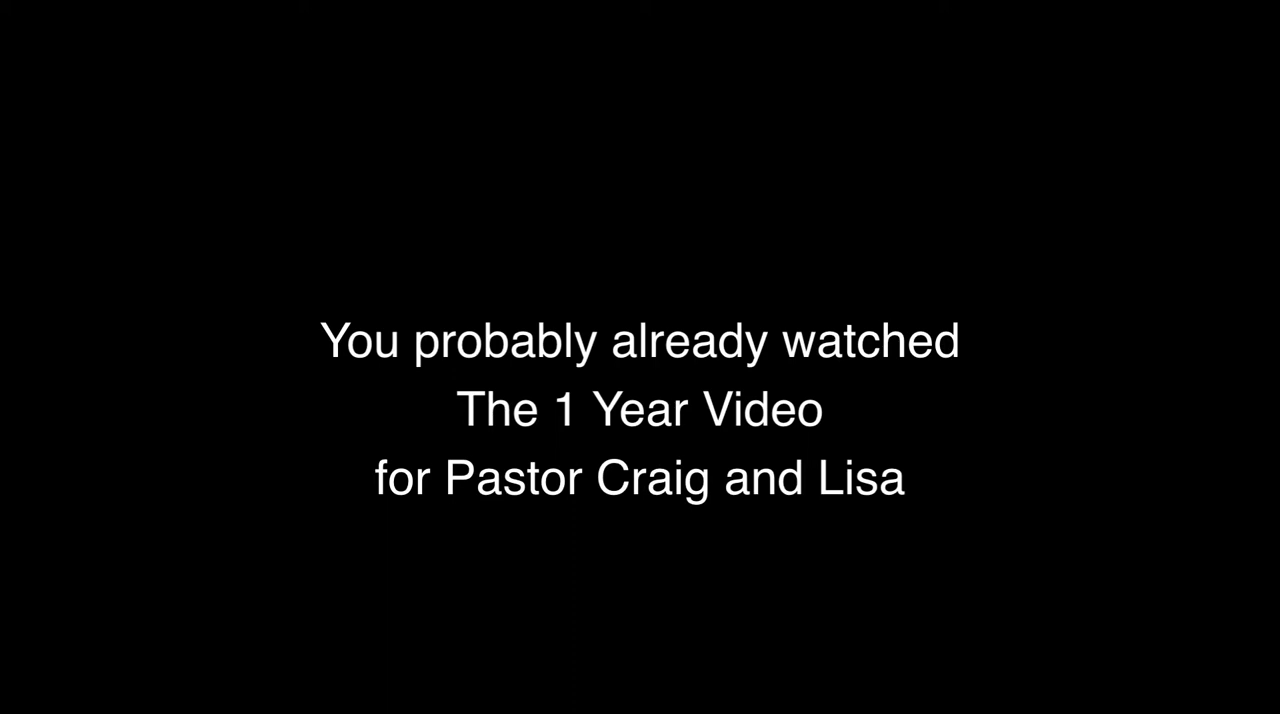 You probably already watched
The 1 Year Video
for Pastor Craig and Lisa